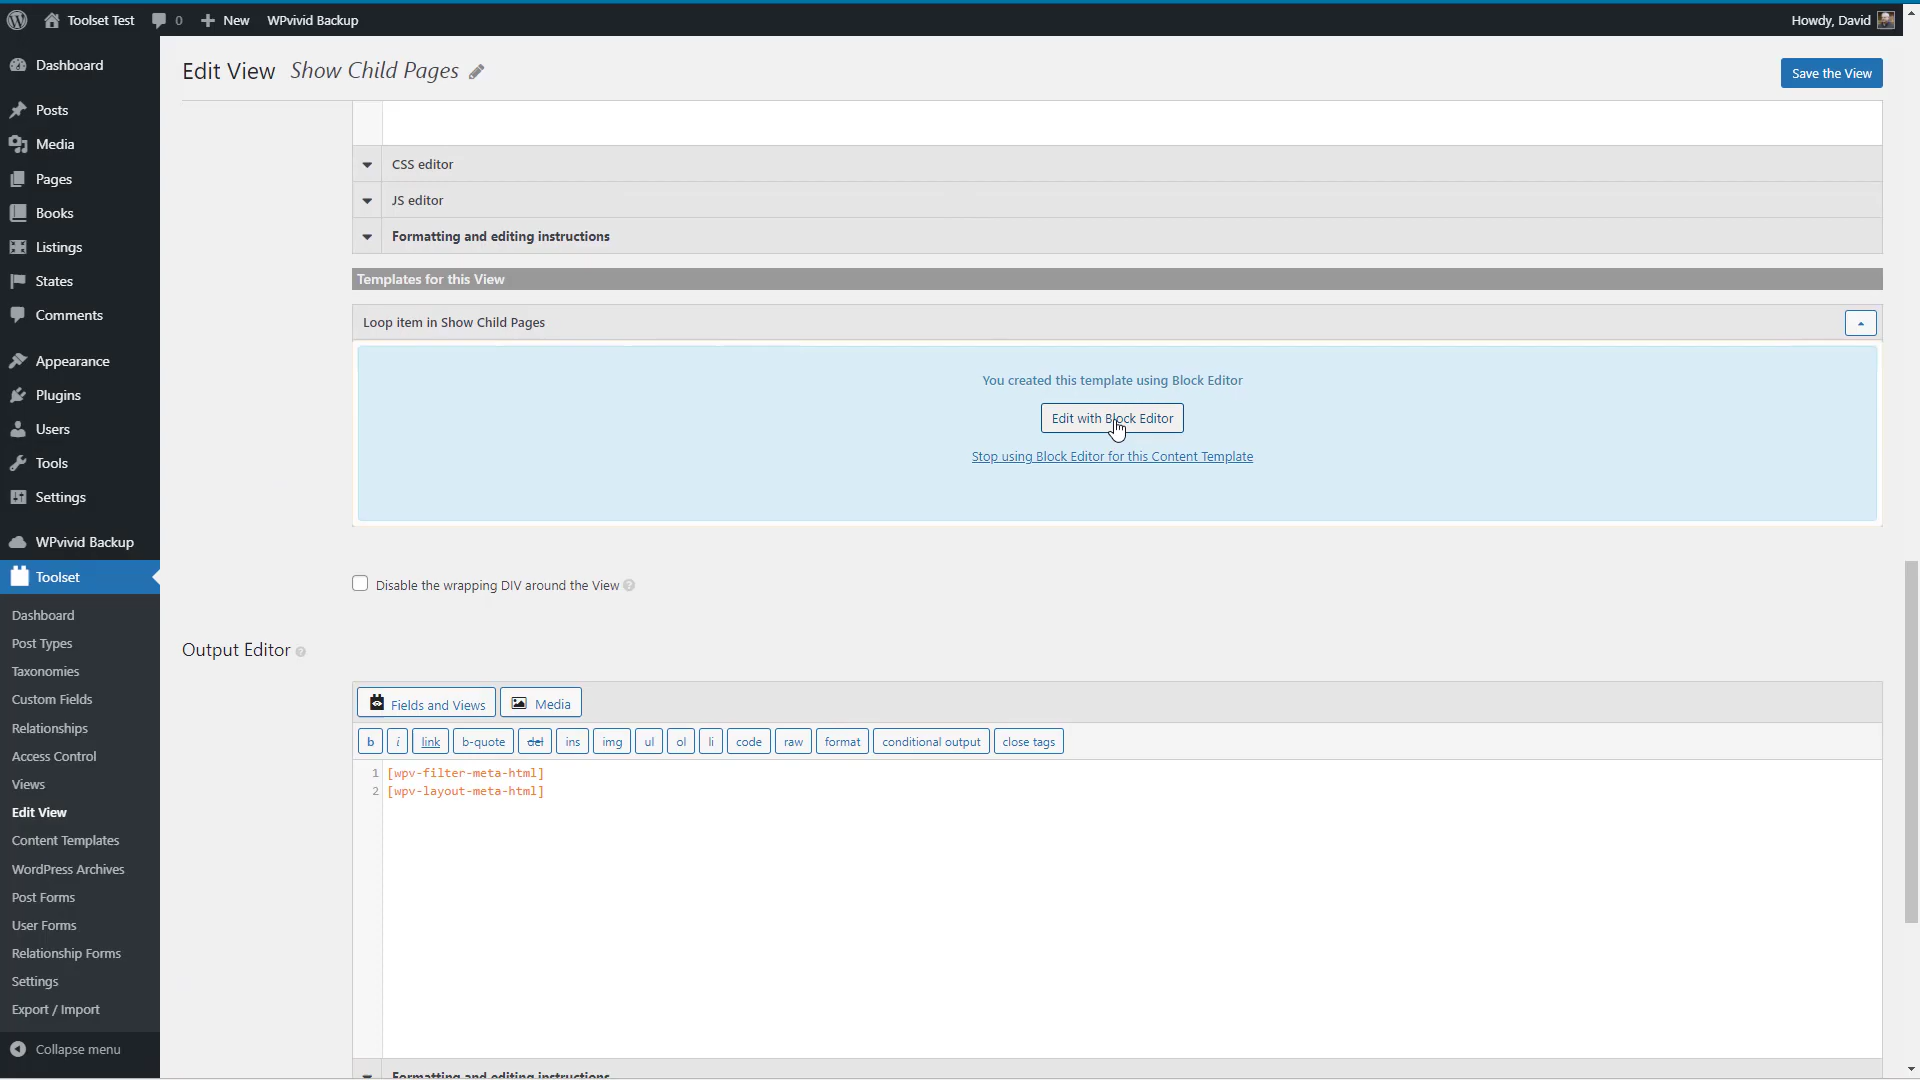 Toolset Test
0
New
WPvivid Backup
Howdy, David
Dashboard
Posts
Media
Pages
Books
Listings
States
Comments
Appearance
Plugins
Users
Tools
Settings
WPvivid Backup
Toolset
Dashboard
Post Types
Taxonomies
Custom Fields
Relationships
Access Control
Views
Edit View
Content Templates
WordPress Archives
Post Forms
User Forms
Relationship Forms
Settings
Export / Import
Collapse menu
Edit View Show Child Pages
Save the View
CSS editor
JS editor
Formatting and editing instructions
Templates for this View
Loop item in Show Child Pages
You created this template using Block Editor
Edit with Block Editor
Stop using Block Editor for this Content Template
Disable the wrapping DIV around the View ?
Output Editor ?
Fields and Views Media
b i link b-quote del ins img ul ol li code raw format conditional output close tags
1 [wpv-filter-meta-html]
2 [wpv-layout-meta-html]
Formatting and editing instructions